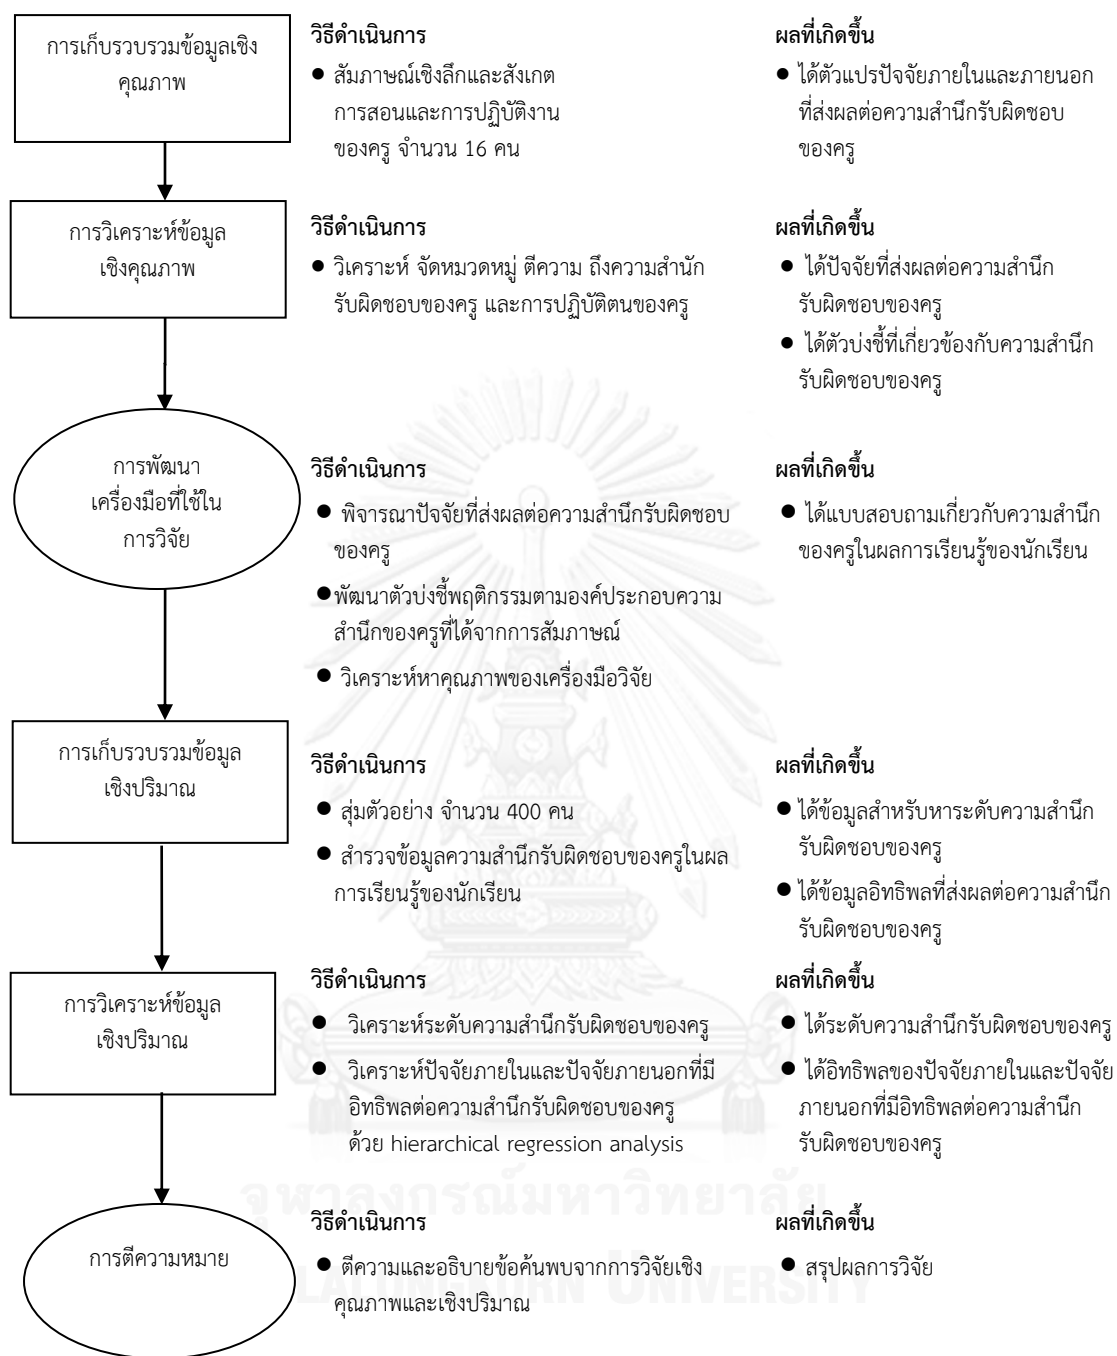 การเก็บรวบรวมข้อมูลเชิง
คุณภาพ
วิธีดำเนินการ
● สัมภาษณ์เชิงลึกและสังเกต
การสอนและการปฏิบัติงาน
ของครู จำนวน 16 คน
ผลที่เกิดขึ้น
● ได้ตัวแปรปัจจัยภายในและภายนอก
ที่ส่งผลต่อความสำนึกรับผิดชอบ
ของครู
การวิเคราะห์ข้อมูล
เชิงคุณภาพ
วิธีดำเนินการ
● วิเคราะห์ จัดหมวดหมู่ ตีความ ถึงความสำนัก
รับผิดชอบของครู และการปฏิบัติตนของครู
ผลที่เกิดขึ้น
● ได้ปัจจัยที่ส่งผลต่อความสำนึก
รับผิดชอบของครู
● ได้ตัวบ่งชี้ที่เกี่ยวข้องกับความสำนึก
รับผิดชอบของครู
การพัฒนา
เครื่องมือที่ใช้ใน
การวิจัย
วิธีดำเนินการ
● พิจารณาปัจจัยที่ส่งผลต่อความสำนึกรับผิดชอบ
ของครู
● พัฒนาตัวบ่งชี้พฤติกรรมตามองค์ประกอบความ
สำนึกของครูที่ได้จากการสัมภาษณ์
● วิเคราะห์หาคุณภาพของเครื่องมือวิจัย
ผลที่เกิดขึ้น
● ได้แบบสอบถามเกี่ยวกับความสำนึก
ของครูในผลการเรียนรู้ของนักเรียน
การเก็บรวบรวมข้อมูล
เชิงปริมาณ
วิธีดำเนินการ
● สุ่มตัวอย่าง จำนวน 400 คน
● สำรวจข้อมูลความสำนึกรับผิดชอบของครูในผล
การเรียนรู้ของนักเรียน
ผลที่เกิดขึ้น
● ได้ข้อมูลสำหรับหาระดับความสำนึก
รับผิดชอบของครู
● ได้ข้อมูลอิทธิพลที่ส่งผลต่อความสำนึก
รับผิดชอบของครู
การวิเคราะห์ข้อมูล
เชิงปริมาณ
วิธีดำเนินการ
● วิเคราะห์ระดับความสำนึกรับผิดชอบของครู
● วิเคราะห์ปัจจัยภายในและปัจจัยภายนอกที่มี
อิทธิพลต่อความสำนึกรับผิดชอบของครู
ด้วย hierarchical regression analysis
ผลที่เกิดขึ้น
● ได้ระดับความสำนึกรับผิดชอบของครู
● ได้อิทธิพลของปัจจัยภายในและปัจจัย
ภายนอกที่มีอิทธิพลต่อความสำนึก
รับผิดชอบของครู
จุฬาลงกรณ์มหาวิทยาลัย
การตีความหมาย
วิธีดำเนินการ
● ตีความและอธิบายข้อค้นพบจากการวิจัยเชิง
คุณภาพและเชิงปริมาณ
ผลที่เกิดขึ้น
● สรุปผลการวิจัย
LALONGKORN UNIVERSITY